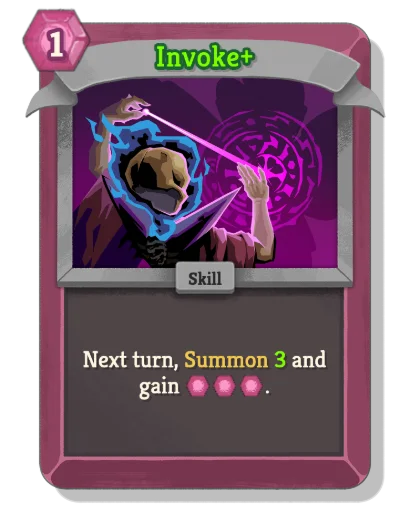 1
Invoke+
Skill
Next turn, Summon 3 and
gain .